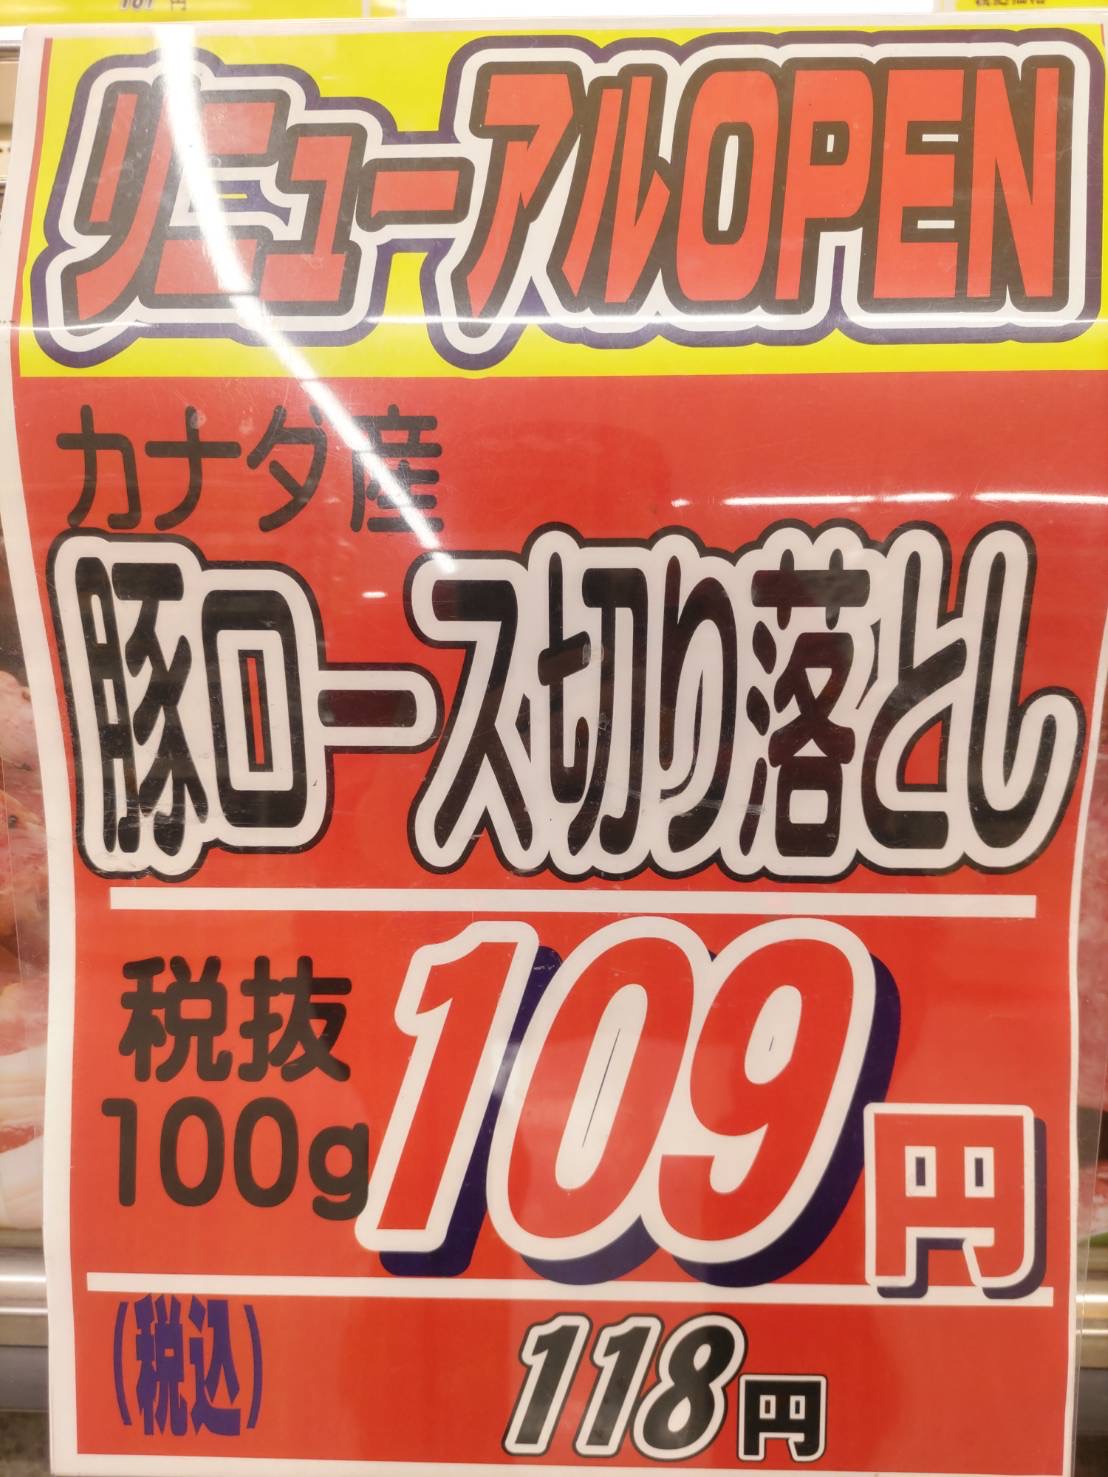 リニューアルOPEN
カナダ産
豚ロース切り落とし
税抜
100g
109円
(税込)
118円